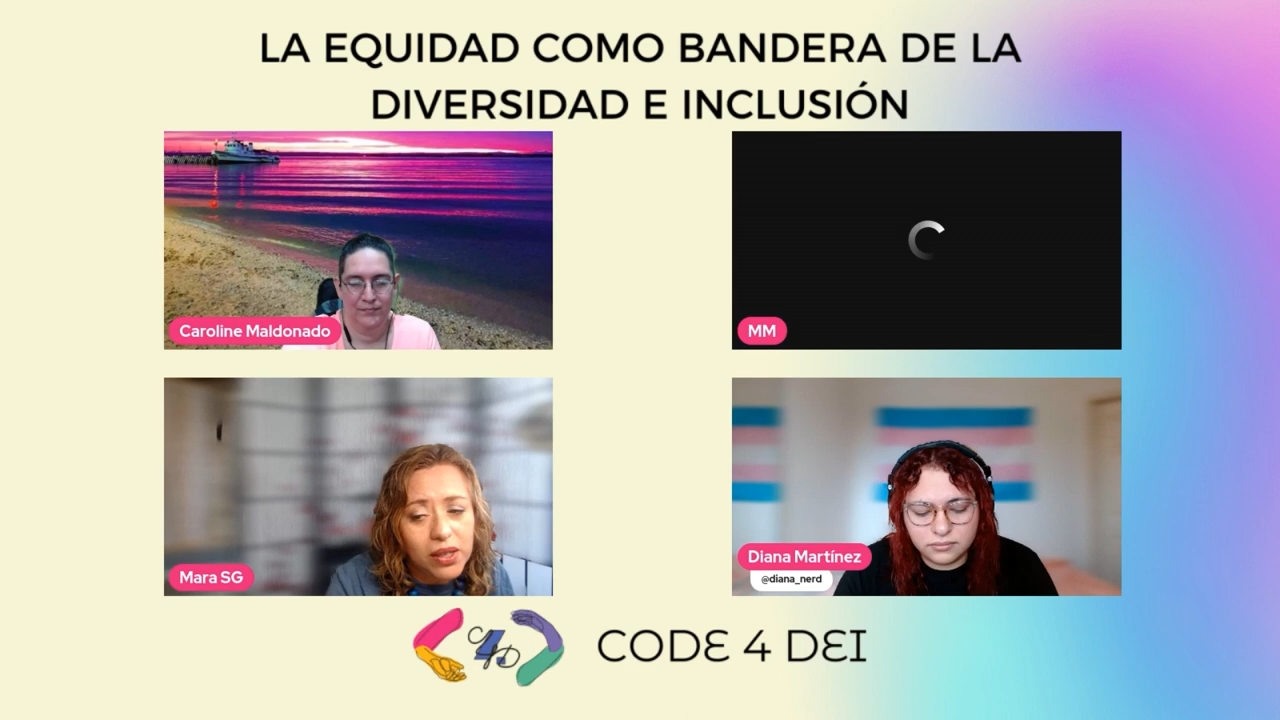 LA EQUIDAD COMO BANDERA DE LA
DIVERSIDAD E INCLUSIÓN
Caroline Maldonado
MM
Mara SG
Diana Martínez
@diana_nerd
CODE 4 DEI